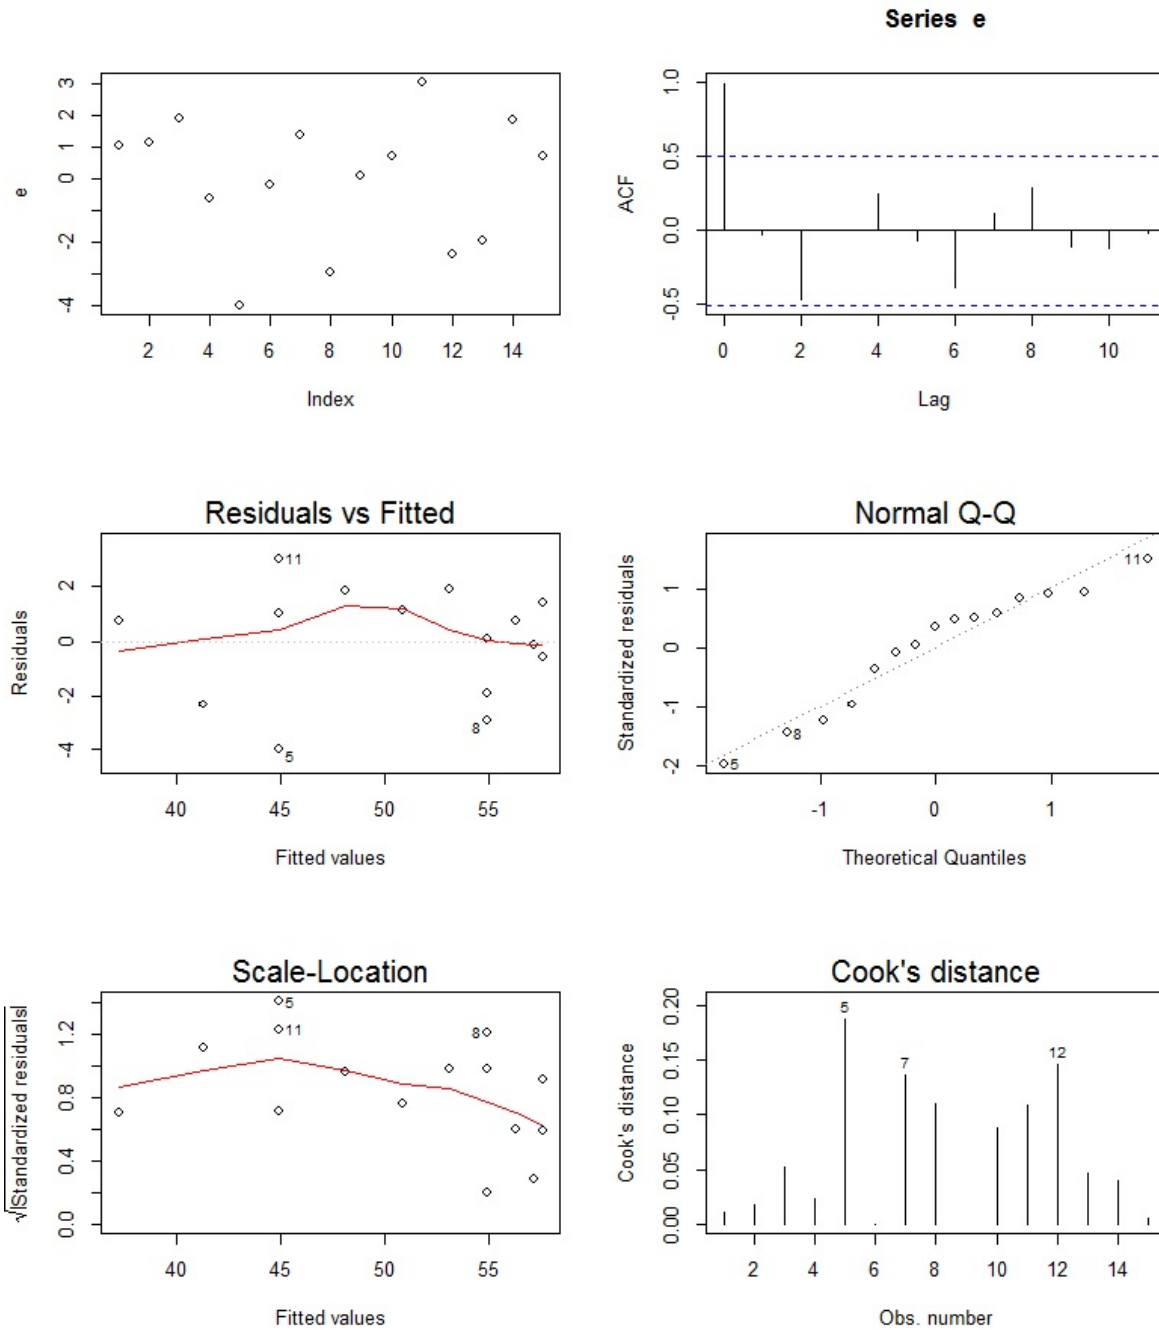 Series e
3
2
1
0
-2
-4
e
2 4 6 8 10 12 14
Index
1.0
0.5
0.0
-0.5
ACF
0 2 4 6 8 10
Lag
Residuals vs Fitted
2
0
-2
-4
Residuals
11
8
5
40 45 50 55
Fitted values
Normal Q-Q
1
0
-1
-2
Standardized residuals
11
8
5
-1 0 1
Theoretical Quantiles
Scale-Location
1.2
0.8
0.4
0.0
√|Standardized residuals|
5
11
8
40 45 50 55
Fitted values
Cook's distance
0.20
0.15
0.10
0.05
0.00
Cook's distance
5
7
12
2 4 6 8 10 12 14
Obs. number